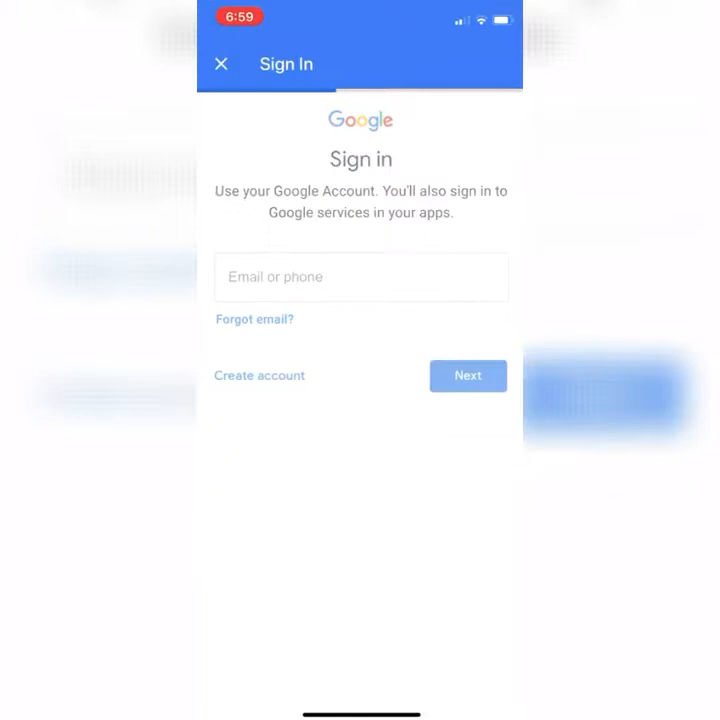 6:59
Sign In
Google
Sign in
Use your Google Account. You'll also sign in to
Google services in your apps.
Email or phone
Forgot email?
Create account
Next